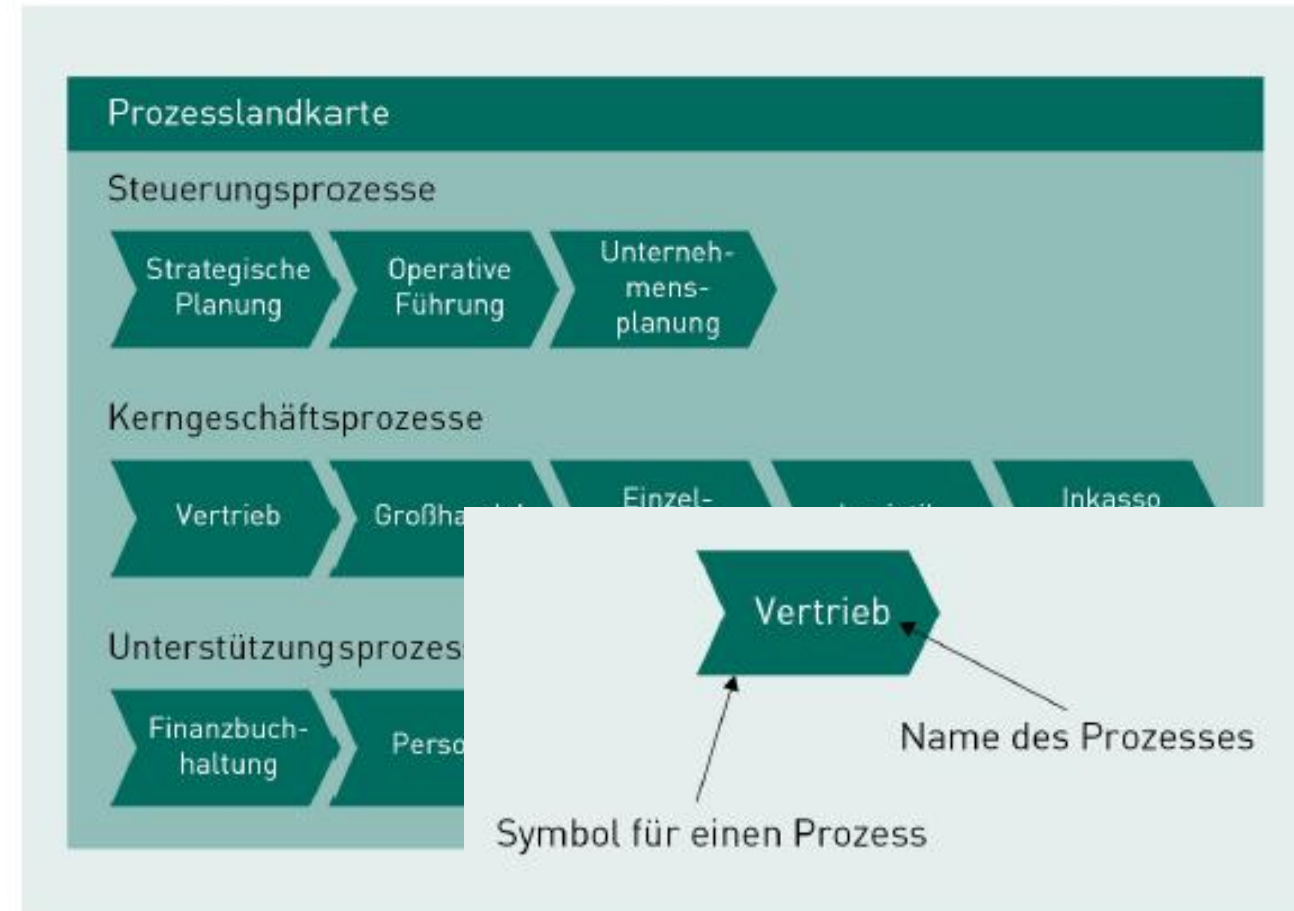 Prozesslandkarte
Steuerungsprozesse
Strategische
Planung
Operative
Führung
Unterneh-
mens-
planung
Kerngeschäftsprozesse
Vertrieb
Einzel-
Inkasso
Finanzbuch-
haltung
Vertrieb
Name des Prozesses
Symbol für einen Prozess